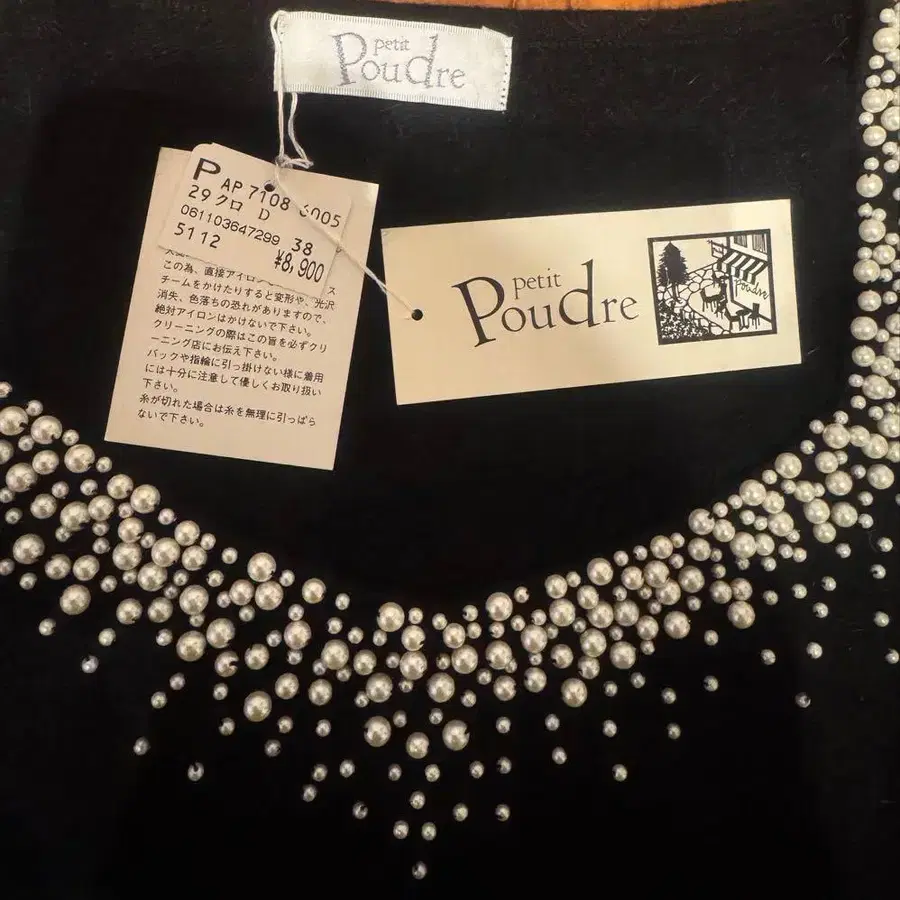 petit
Poudre
P AP 7108 6005
29クロ D
061103647299 38
5112
¥8,900
この為、直接アイロ
チームをかけたりすると変形や、光沢
消失、色落ちの恐れがありますので、
絶対アイロンはかけないで下さい。
クリーニングの際はこの旨を必ずクリ
ーニング店にお伝え下さい。
バックや指輪に引っ掛けない様に着用
には十分に注意して優しくお取り扱い
下さい。
糸が切れた場合は糸を無理に引っぱら
ないで下さい。
petit
Poudre
Poudre